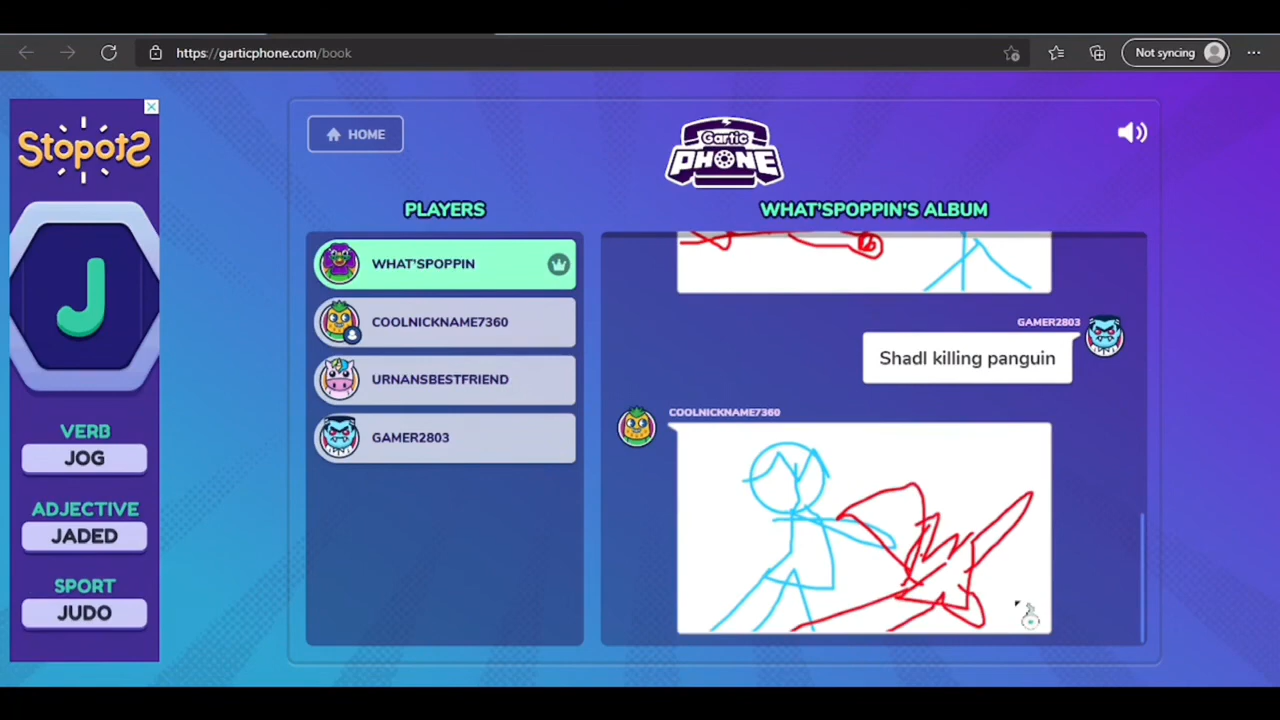 https://garticphone.com/book
Not syncing
StopotS
HOME
Gartic
PHONE
PLAYERS
WHAT'SPOPPIN'S ALBUM
J
WHAT'SPOPPIN
COOLNICKNAME7360
URNANSBESTFRIEND
GAMER2803
GAMER2803
Shadl killing panguin
COOLNICKNAME7360
VERB
JOG
ADJECTIVE
JADED
SPORT
JUDO